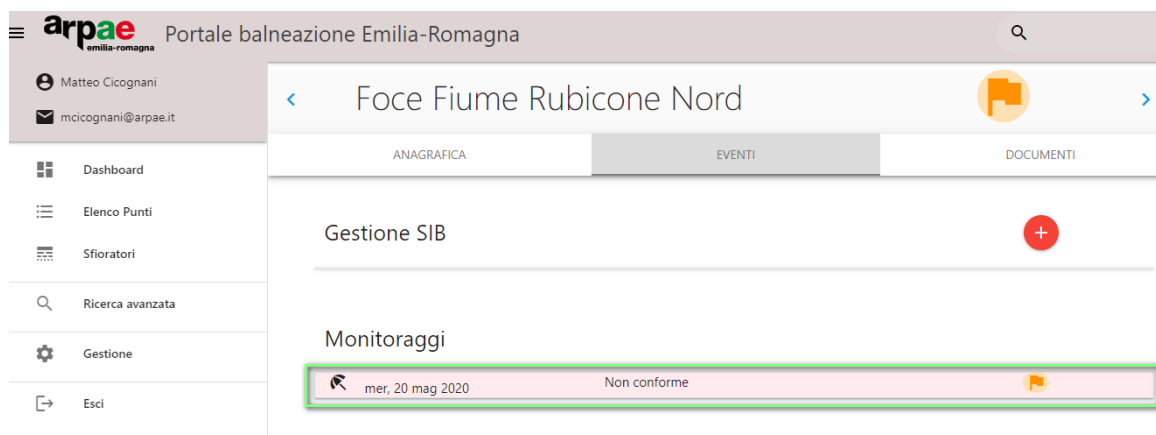 arpae
emilia-romagna
Portale balneazione Emilia-Romagna
Matteo Cicognani
mcicognani@arpae.it
Dashboard
Elenco Punti
Sfioratori
Ricerca avanzata
Gestione
Esci
Foce Fiume Rubicone Nord
ANAGRAFICA
EVENTI
DOCUMENTI
Gestione SIB
Monitoraggi
mer, 20 mag 2020 Non conforme